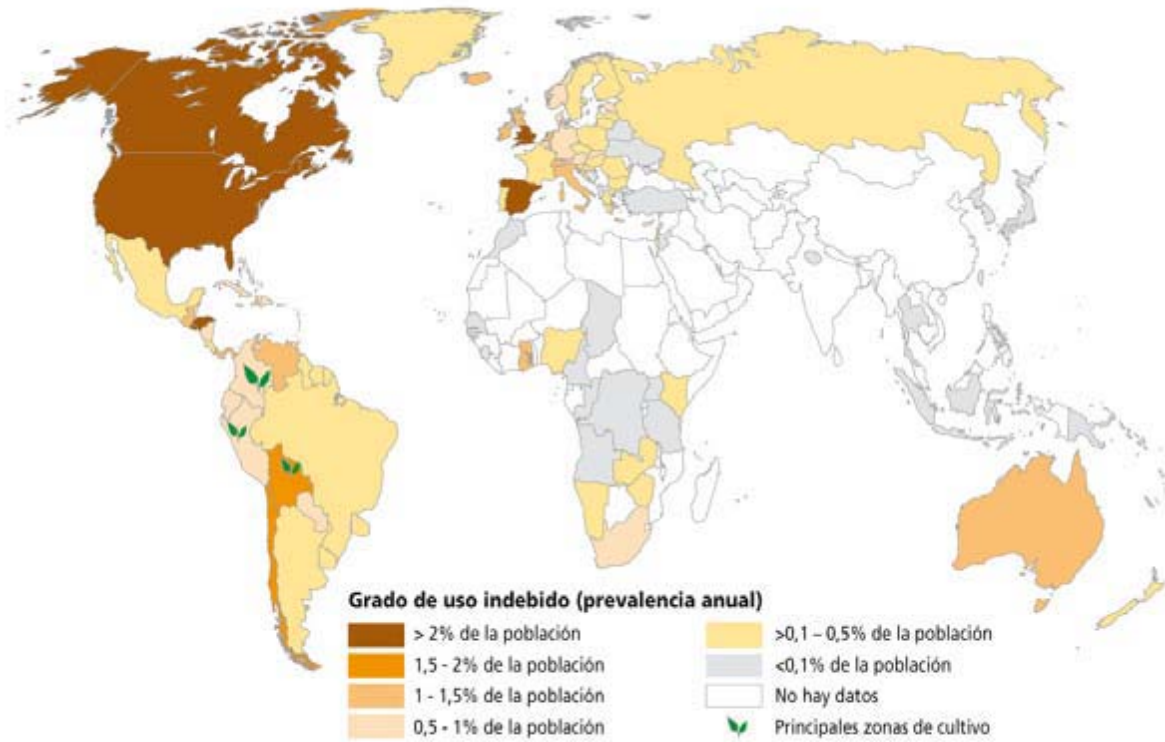 Grado de uso indebido (prevalencia anual)
> 2% de la población
1,5 - 2% de la población
1 - 1,5% de la población
0,5 - 1% de la población
>0,1 – 0,5% de la población
<0,1% de la población
No hay datos
Principales zonas de cultivo